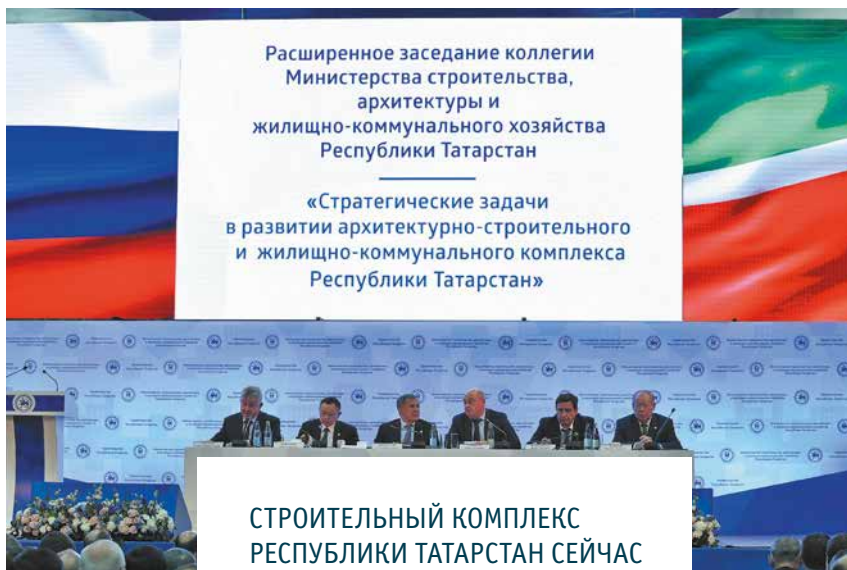 Расширенное заседание коллегии
Министерства строительства,
архитектуры и
жилищно-коммунального хозяйства
Республики Татарстан
«Стратегические задачи
в развитии архитектурно-строительного
и жилищно-коммунального комплекса
Республики Татарстан»
СТРОИТЕЛЬНЫЙ КОМПЛЕКС
РЕСПУБЛИКИ ТАТАРСТАН СЕЙЧАС